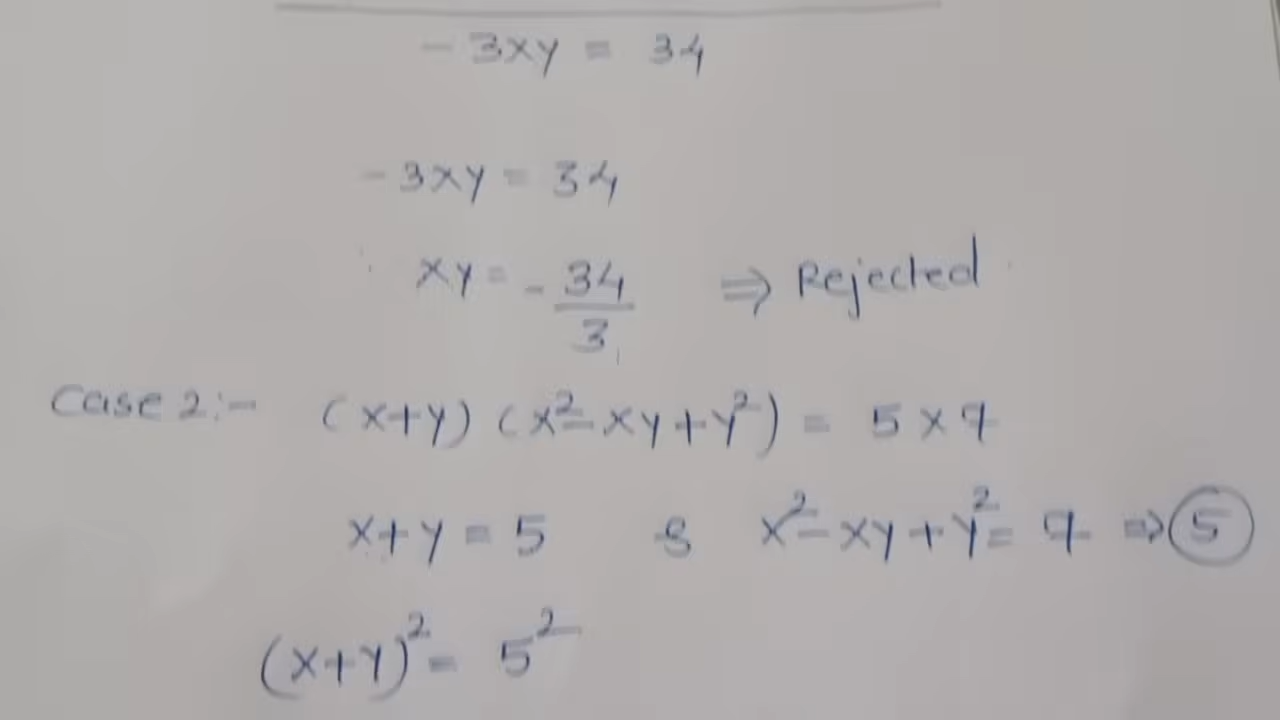 - 3xy = 34
- 3xy = 34
xy = - 34/3 ⇒ Rejected
Case 2:- (x+y) (x²- xy + y²) = 5 x 7
x+y = 5 & x²- xy + y² = 7 ⇒ 5
(x+y)² = 5²